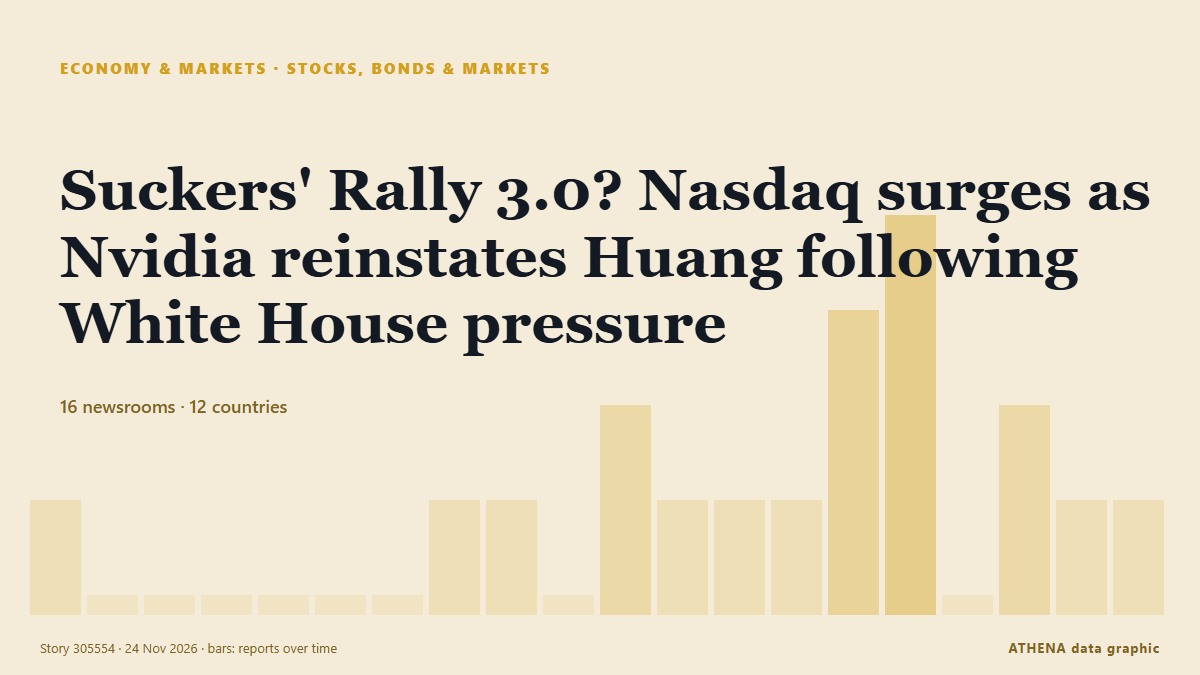 ECONOMY & MARKETS · STOCKS, BONDS & MARKETS
Suckers' Rally 3.0? Nasdaq surges as
Nvidia reinstates Huang following
White House pressure
16 newsrooms · 12 countries
Story 305554 · 24 Nov 2026 · bars: reports over time
ATHENA data graphic